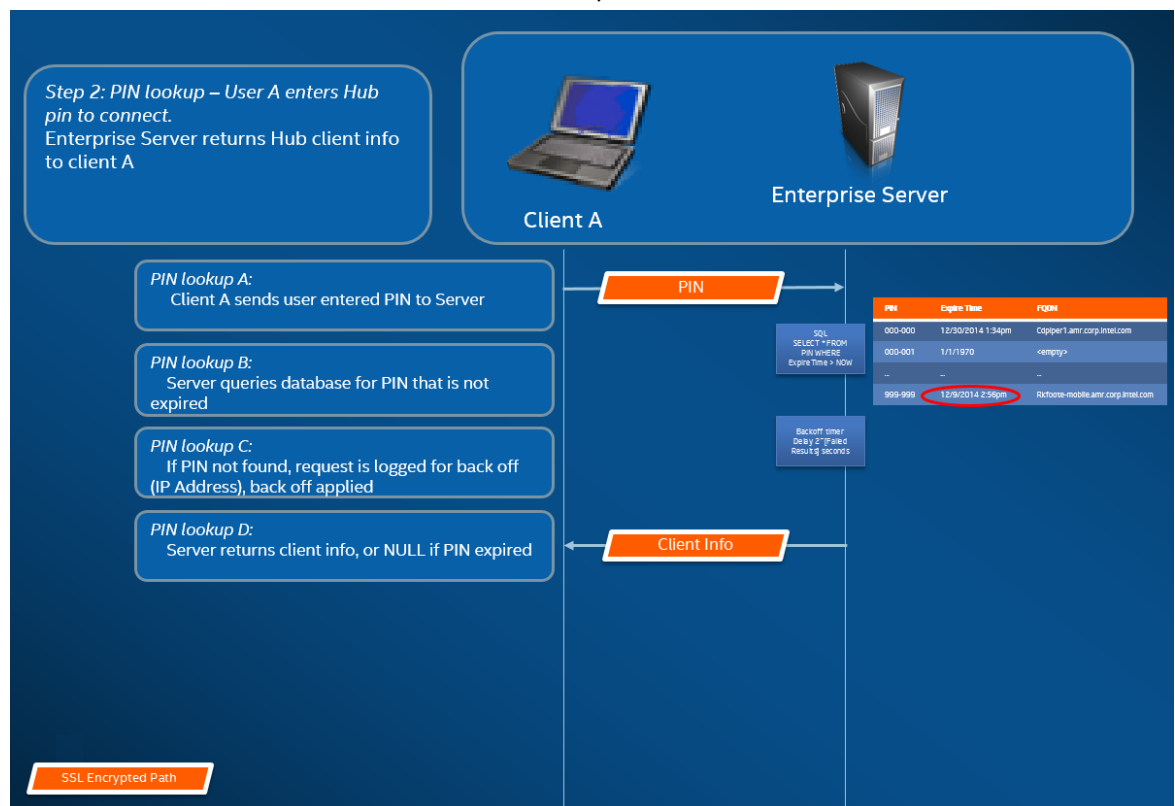 Step 2: PIN lookup – User A enters Hub
pin to connect.
Enterprise Server returns Hub client info
to client A
Client A
Enterprise Server
PIN lookup A:
Client A sends user entered PIN to Server
PIN
PIN Expire Time FQDN
000-000 12/30/2014 1:34pm Cdpiper1.amr.corp.intel.com
000-001 1/1/1970 <empty>
... ... ...
999-999 12/9/2014 2:56pm Rkfoote-mobile.amr.corp.intel.com
SQL
SELECT * FROM
PIN WHERE
Expire Time > NOW
PIN lookup B:
Server queries database for PIN that is not
expired
Backoff timer
Delay 2^[Failed
Results] seconds
PIN lookup C:
If PIN not found, request is logged for back off
(IP Address), back off applied
PIN lookup D:
Server returns client info, or NULL if PIN expired
Client Info
SSL Encrypted Path